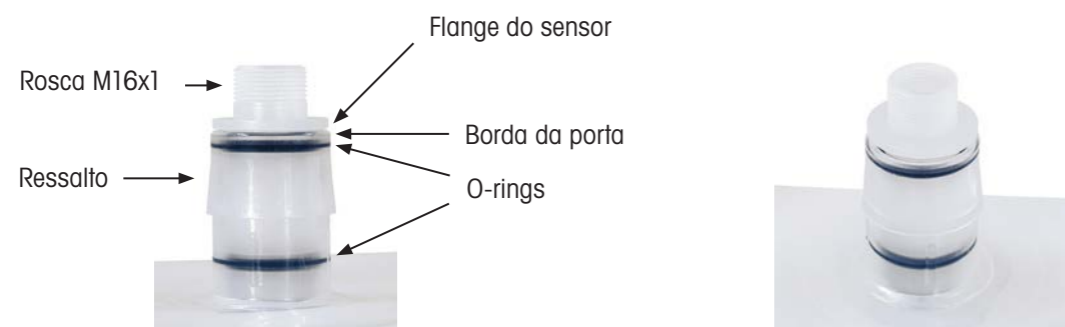 Flange do sensor
Rosca M16x1
Borda da porta
Ressalto
O-rings